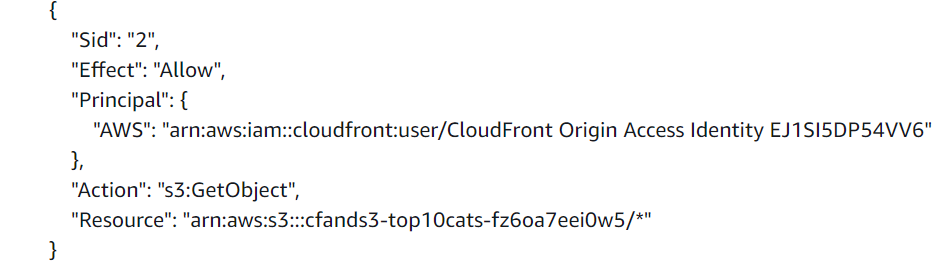 {
"Sid": "2",
"Effect": "Allow",
"Principal": {
"AWS": "arn:aws:iam::cloudfront:user/CloudFront Origin Access Identity EJ1SI5DP54VV6"
},
"Action": "s3:GetObject",
"Resource": "arn:aws:s3:::cfands3-top10cats-fz6oa7eei0w5/*"
}